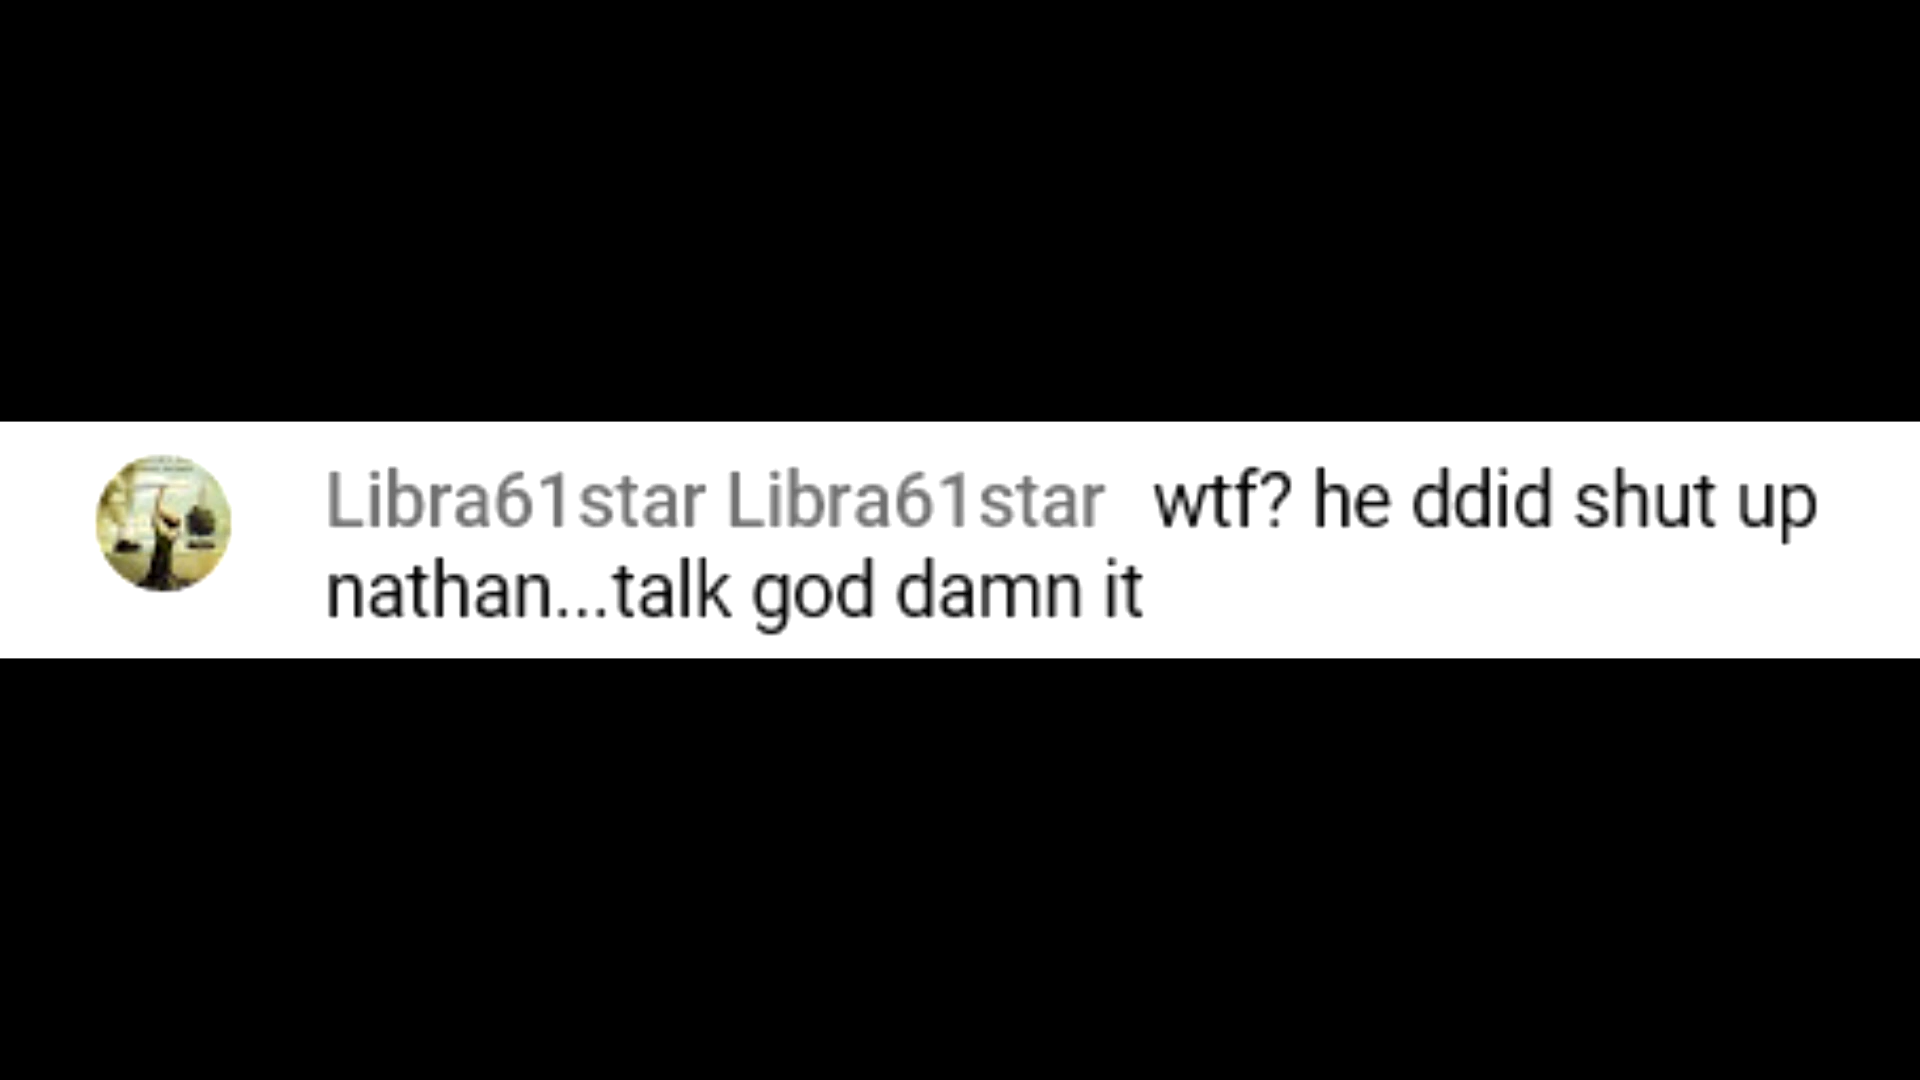 Libra61star Libra61star wtf? he ddid shut up
nathan...talk god damn it